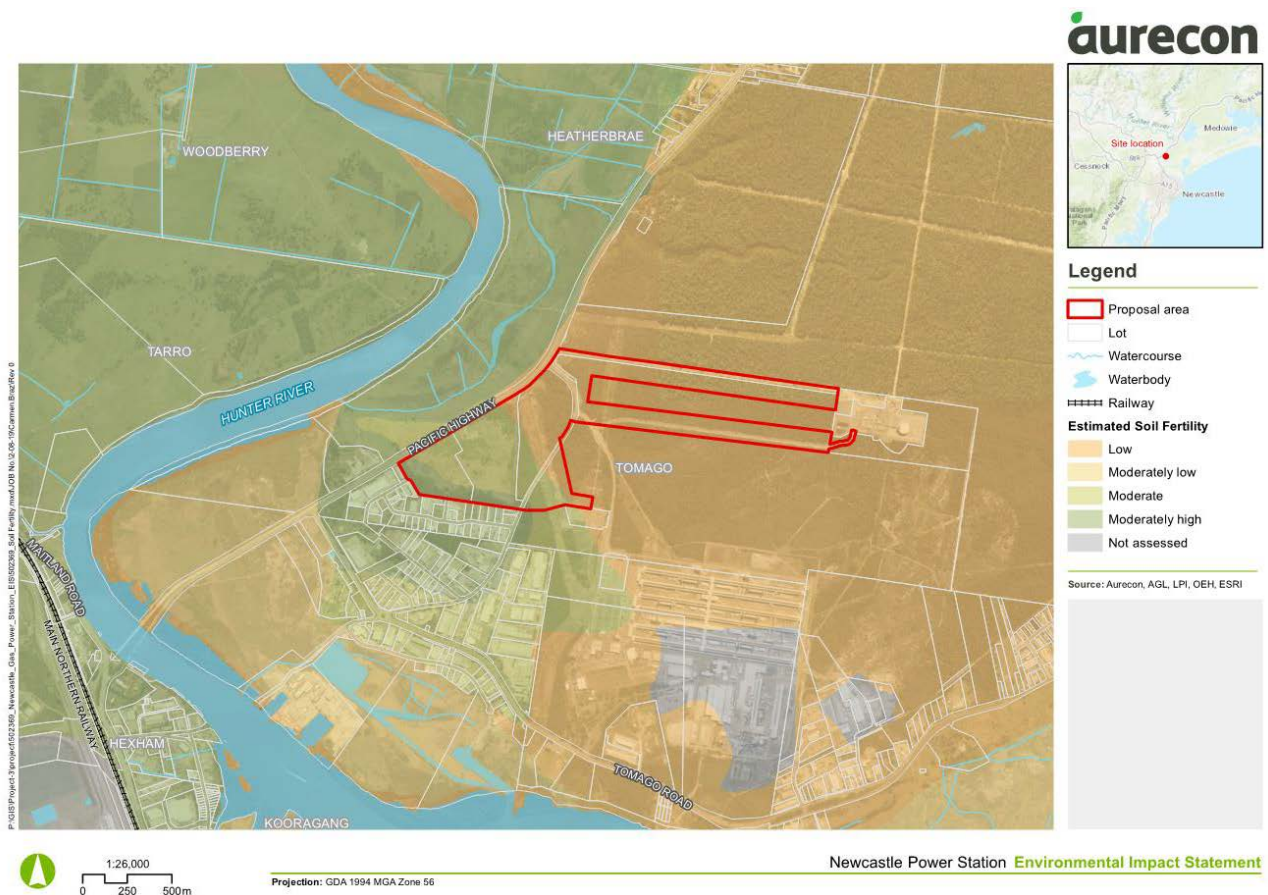 aurecon
WOODBERRY
HEATHERBRAE
TARRO
HUNTER RIVER
PACIFIC HIGHWAY
TOMAGO
MAITLAND ROAD
MAIN NORTHERN RAILWAY
HEXHAM
TOMAGO ROAD
KOORAGANG
Site location
Medowie
Cessnock
Newcastle
Legend
Proposal area
Lot
Watercourse
Waterbody
Railway
Estimated Soil Fertility
Low
Moderately low
Moderate
Moderately high
Not assessed
Source: Aurecon, AGL, LPI, OEH, ESRI
1:26,000
0 250 500m
Projection: GDA 1994 MGA Zone 56
Newcastle Power Station Environmental Impact Statement